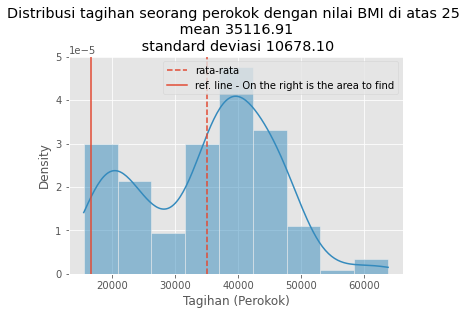 Distribusi tagihan seorang perokok dengan nilai BMI di atas 25
mean 35116.91
standard deviasi 10678.10
1e−5
rata-rata
ref. line - On the right is the area to find
5
4
3
2
1
0
Density
20000 30000 40000 50000 60000
Tagihan (Perokok)